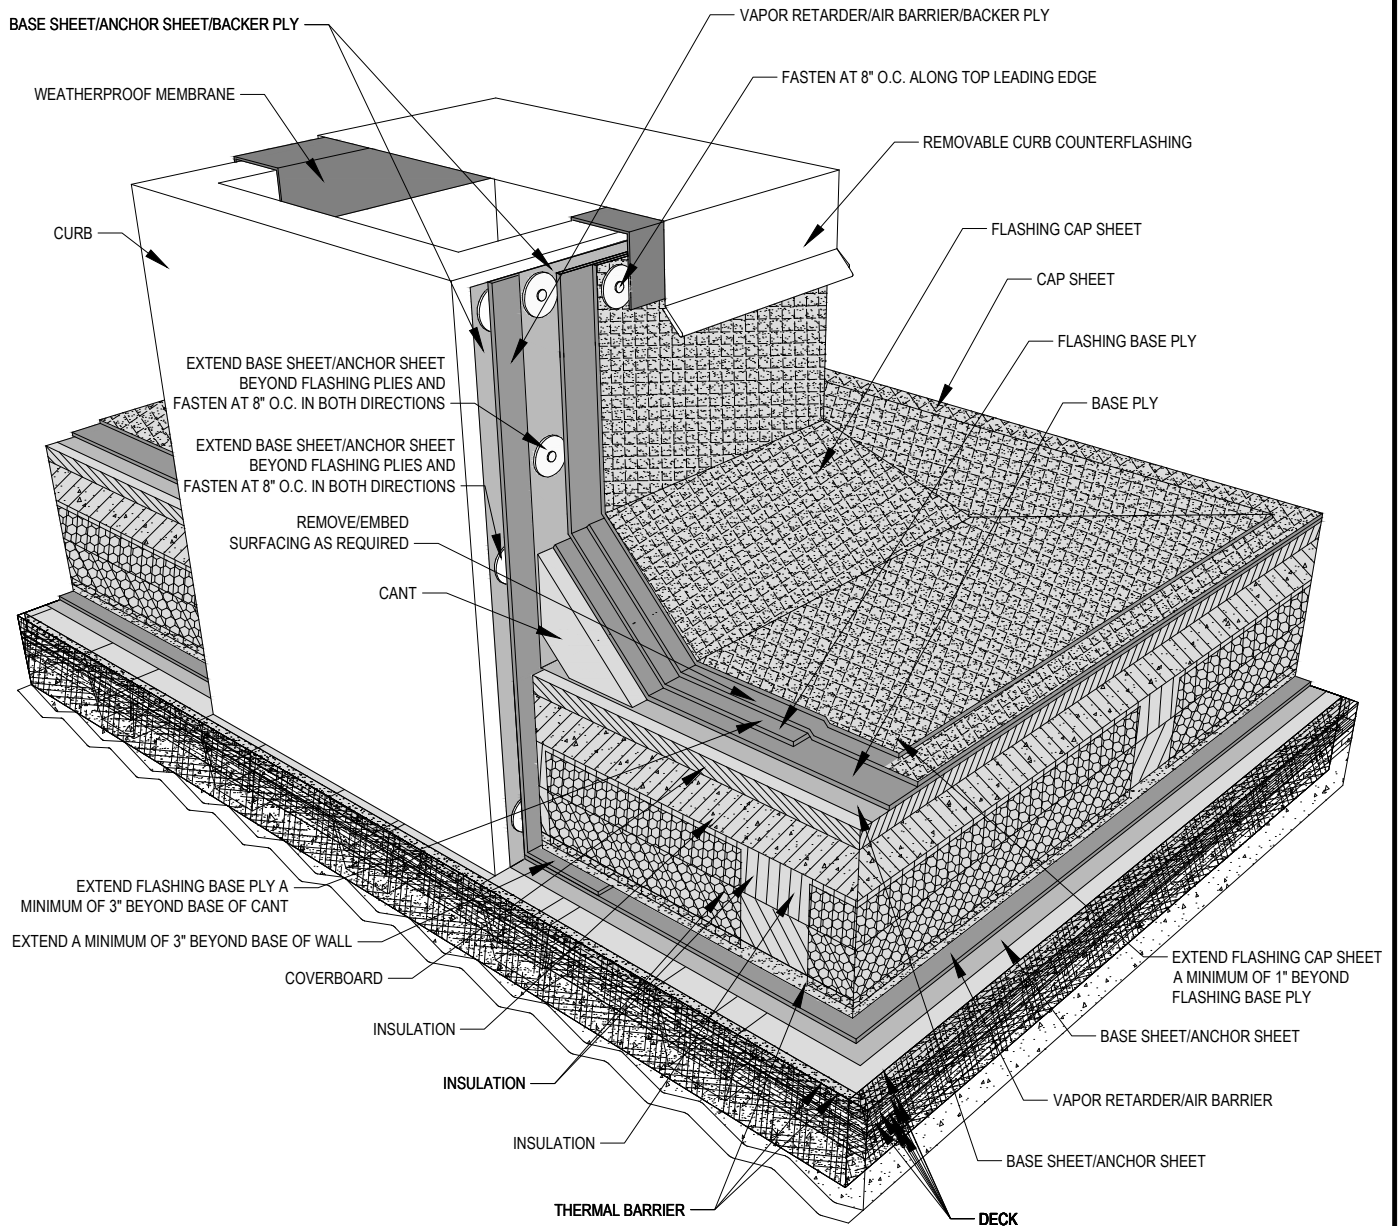 BASE SHEET/ANCHOR SHEET/BACKER PLY
VAPOR RETARDER/AIR BARRIER/BACKER PLY
WEATHERPROOF MEMBRANE
FASTEN AT 8" O.C. ALONG TOP LEADING EDGE
REMOVABLE CURB COUNTERFLASHING
CURB
FLASHING CAP SHEET
CAP SHEET
FLASHING BASE PLY
BASE PLY
EXTEND BASE SHEET/ANCHOR SHEET
BEYOND FLASHING PLIES AND
FASTEN AT 8" O.C. IN BOTH DIRECTIONS
EXTEND BASE SHEET/ANCHOR SHEET
BEYOND FLASHING PLIES AND
FASTEN AT 8" O.C. IN BOTH DIRECTIONS
REMOVE/EMBED
SURFACING AS REQUIRED
CANT
EXTEND FLASHING BASE PLY A
MINIMUM OF 3" BEYOND BASE OF CANT
EXTEND A MINIMUM OF 3" BEYOND BASE OF WALL
COVERBOARD
INSULATION
INSULATION
INSULATION
THERMAL BARRIER
EXTEND FLASHING CAP SHEET
A MINIMUM OF 1" BEYOND
FLASHING BASE PLY
BASE SHEET/ANCHOR SHEET
VAPOR RETARDER/AIR BARRIER
BASE SHEET/ANCHOR SHEET
DECK